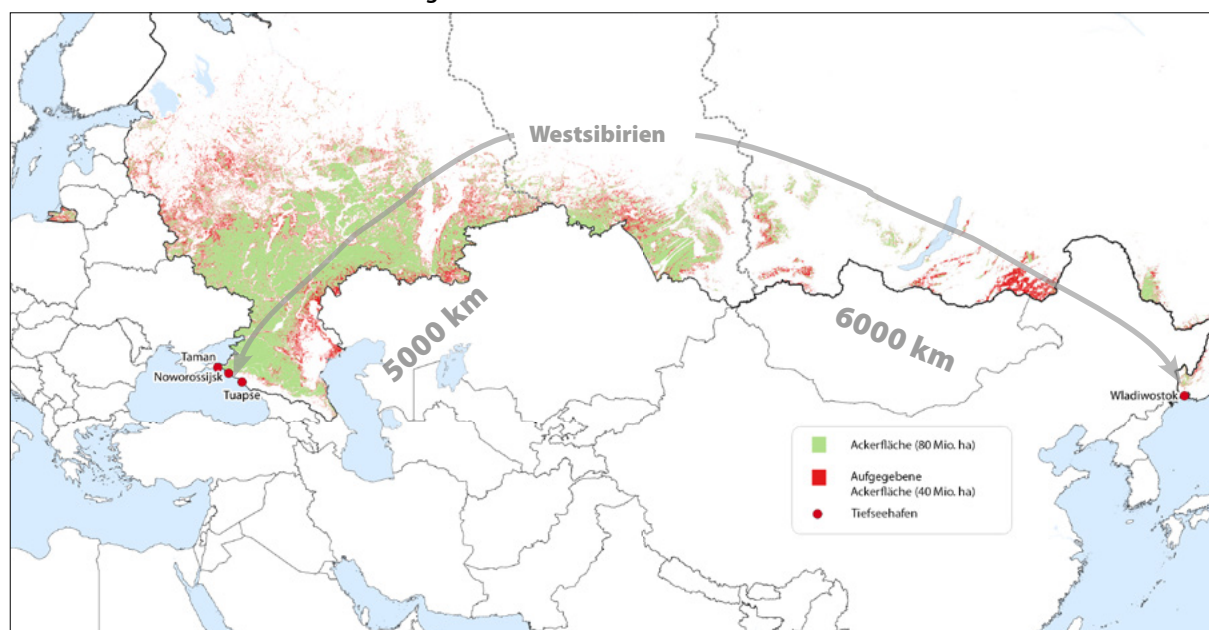 Westsibirien
5000 km
6000 km
Taman
Noworossijsk
Tuapse
Wladiwostok
Ackerfläche (80 Mio. ha)
Aufgegebene
Ackerfläche (40 Mio. ha)
Tiefseehafen